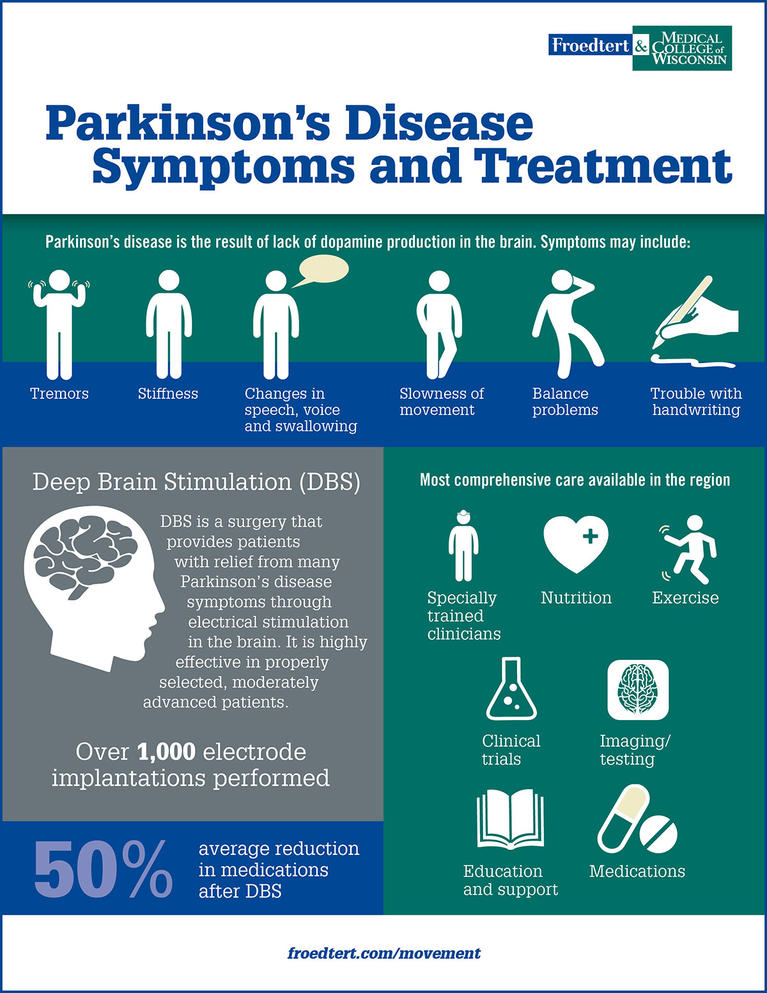 Froedtert & MEDICAL
COLLEGE of
WISCONSIN
Parkinson's Disease
Symptoms and Treatment
Parkinson's disease is the result of lack of dopamine production in the brain. Symptoms may include:
Tremors
Stiffness
Changes in
speech, voice
and swallowing
Slowness of
movement
Balance
problems
Trouble with
handwriting
Deep Brain Stimulation (DBS)
DBS is a surgery that
provides patients
with relief from many
Parkinson's disease
symptoms through
electrical stimulation
in the brain. It is highly
effective in properly
selected, moderately
advanced patients.
Over 1,000 electrode
implantations performed
50%
average reduction
in medications
after DBS
Most comprehensive care available in the region
Specially
trained
clinicians
Nutrition
Exercise
Clinical
trials
Imaging/
testing
Education
and support
Medications
froedtert.com/movement